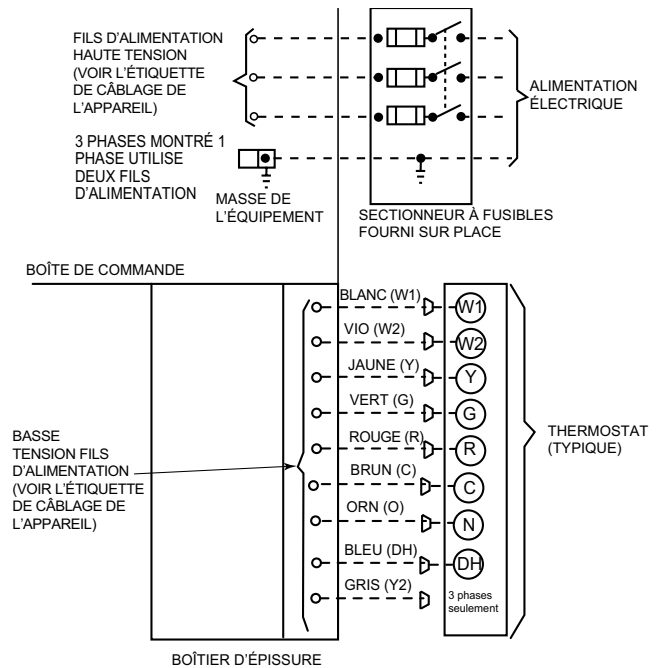 FILS D'ALIMENTATION
HAUTE TENSION
(VOIR L'ÉTIQUETTE
DE CÂBLAGE DE
L'APPAREIL)
ALIMENTATION
ÉLECTRIQUE
3 PHASES MONTRÉ 1
PHASE UTILISE
DEUX FILS
D'ALIMENTATION
MASSE DE
L'ÉQUIPEMENT
SECTIONNEUR À FUSIBLES
FOURNI SUR PLACE
BOÎTE DE COMMANDE
BLANC (W1)
W1
VIO (W2)
W2
JAUNE (Y)
Y
VERT (G)
G
ROUGE (R)
R
BRUN (C)
C
ORN (O)
N
BLEU (DH)
DH
GRIS (Y2)
3 phases
seulement
THERMOSTAT
(TYPIQUE)
BASSE
TENSION FILS
D'ALIMENTATION
(VOIR L'ÉTIQUETTE
DE CÂBLAGE DE
L'APPAREIL)
BOÎTIER D'ÉPISSURE